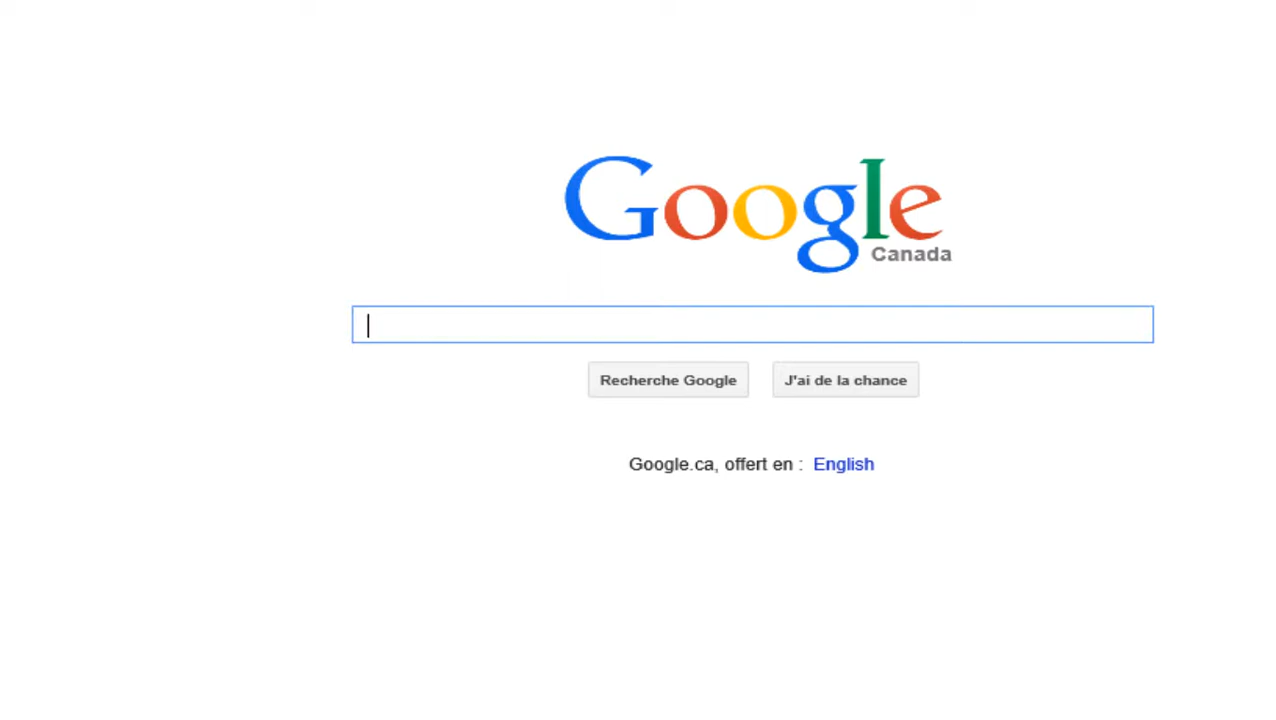 Google
Canada
Recherche Google
J'ai de la chance
Google.ca, offert en : English